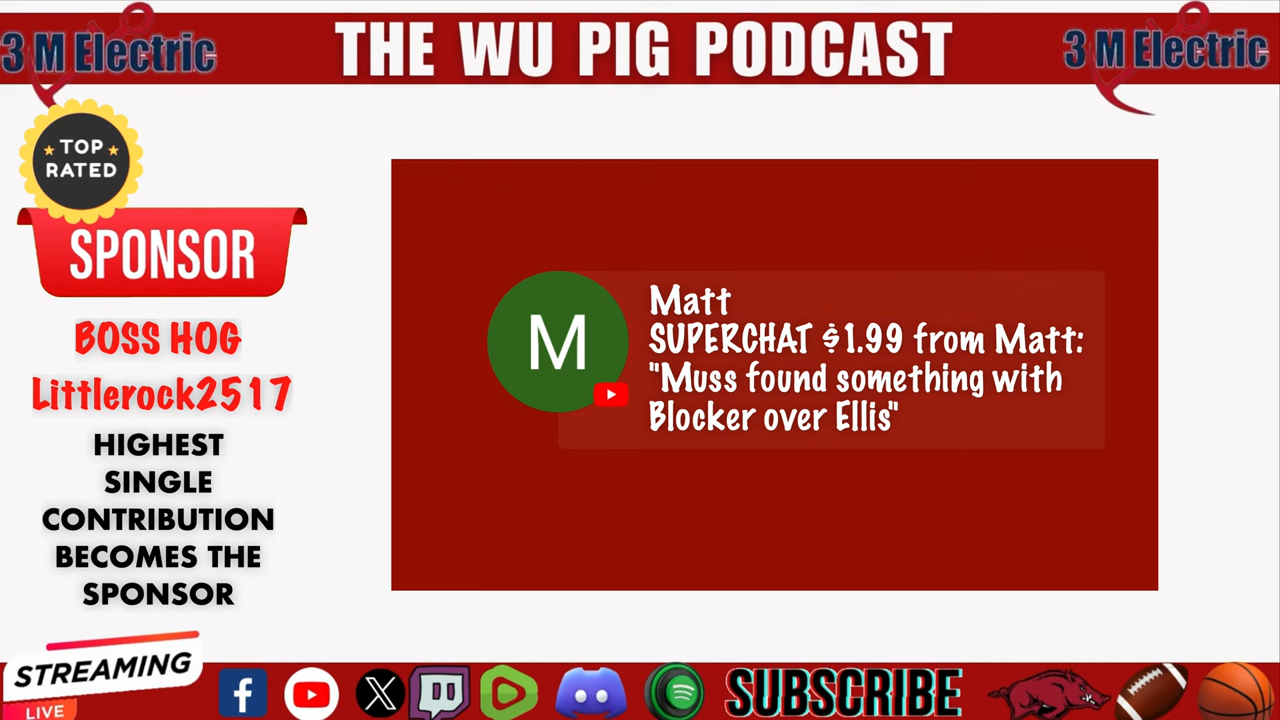 3 M Electric
THE WU PIG PODCAST
3 M Electric
TOP
RATED
SPONSOR
BOSS HOG
Littlerock2517
HIGHEST
SINGLE
CONTRIBUTION
BECOMES THE
SPONSOR
M
Matt
SUPERCHAT $1.99 from Matt:
"Muss found something with
Blocker over Ellis"
STREAMING
LIVE
SUBSCRIBE